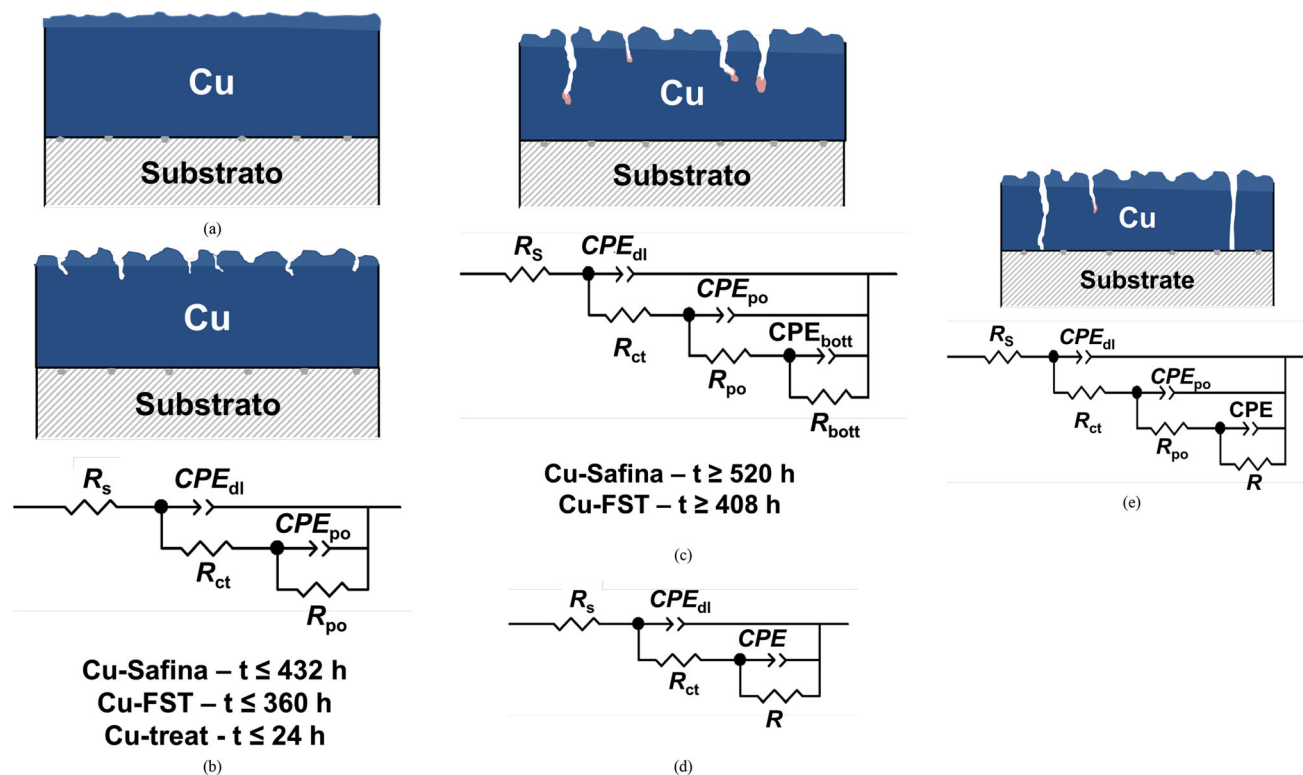 Cu
Substrato
(a)
Cu
Substrato
Rs
CPEdl
CPEpo
Rct
Rpo
Cu-Safina – t ≤ 432 h
Cu-FST – t ≤ 360 h
Cu-treat - t ≤ 24 h
(b)
Cu
Substrato
RS
CPEdl
CPEpo
Rct
CPEbott
Rpo
Rbott
Cu-Safina – t ≥ 520 h
Cu-FST – t ≥ 408 h
(c)
Rs
CPEdl
CPE
Rct
R
(d)
Cu
Substrate
RS
CPEdl
CPEpo
Rct
CPE
Rpo
R
(e)